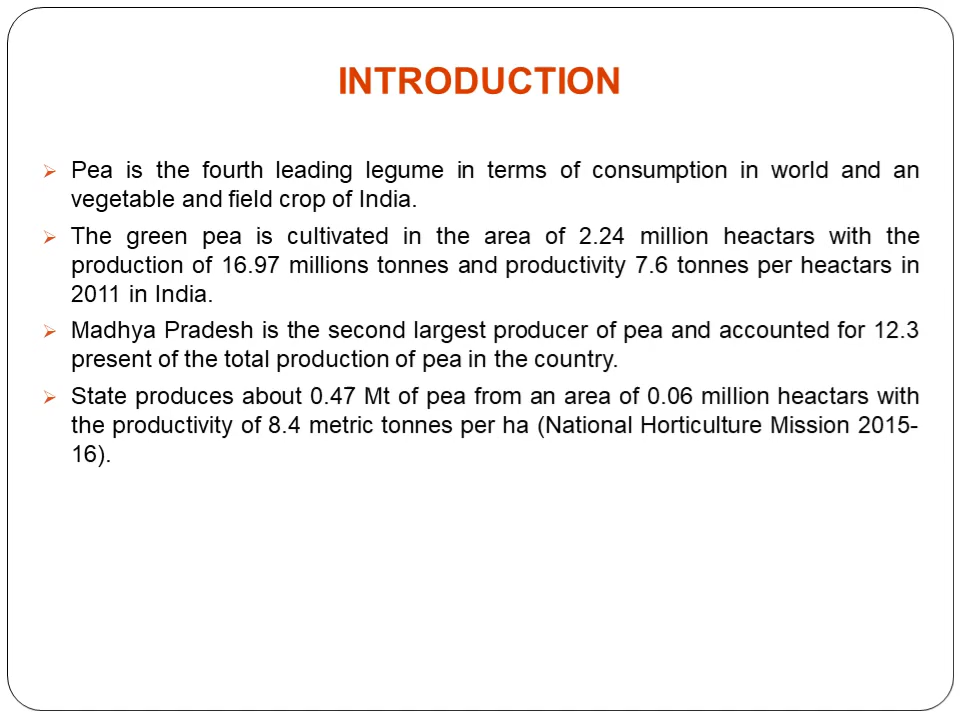 INTRODUCTION
Pea is the fourth leading legume in terms of consumption in world and an
vegetable and field crop of India.
The green pea is cultivated in the area of 2.24 million heactars with the
production of 16.97 millions tonnes and productivity 7.6 tonnes per heactars in
2011 in India.
Madhya Pradesh is the second largest producer of pea and accounted for 12.3
present of the total production of pea in the country.
State produces about 0.47 Mt of pea from an area of 0.06 million heactars with
the productivity of 8.4 metric tonnes per ha (National Horticulture Mission 2015-
16).